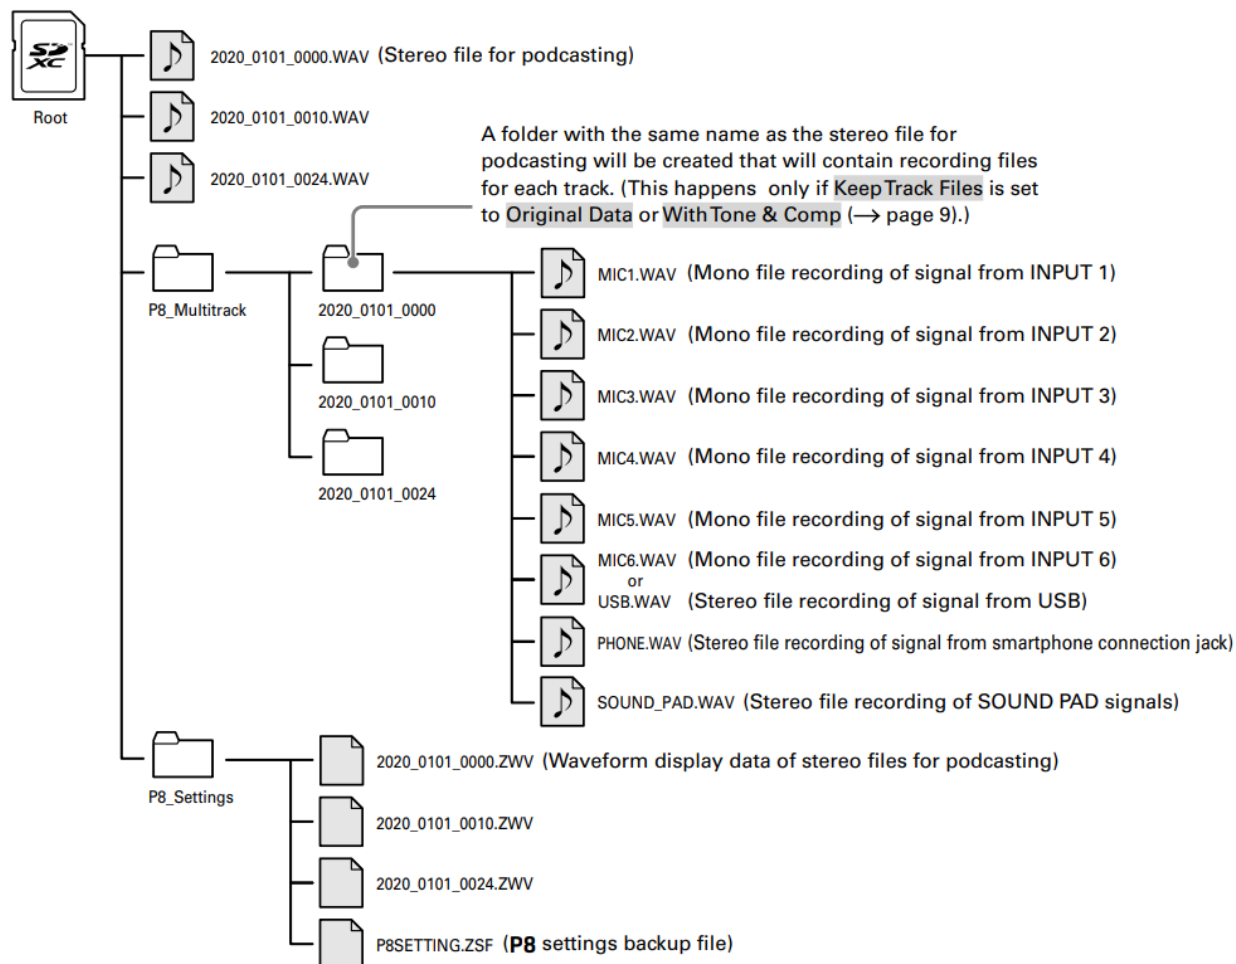 SD
XC
Root
2020_0101_0000.WAV (Stereo file for podcasting)
2020_0101_0010.WAV
2020_0101_0024.WAV
A folder with the same name as the stereo file for
podcasting will be created that will contain recording files
for each track. (This happens only if Keep Track Files is set
to Original Data or With Tone & Comp (→ page 9).)
P8_Multitrack
2020_0101_0000
2020_0101_0010
2020_0101_0024
MIC1.WAV (Mono file recording of signal from INPUT 1)
MIC2.WAV (Mono file recording of signal from INPUT 2)
MIC3.WAV (Mono file recording of signal from INPUT 3)
MIC4.WAV (Mono file recording of signal from INPUT 4)
MIC5.WAV (Mono file recording of signal from INPUT 5)
MIC6.WAV (Mono file recording of signal from INPUT 6)
or
USB.WAV (Stereo file recording of signal from USB)
PHONE.WAV (Stereo file recording of signal from smartphone connection jack)
SOUND_PAD.WAV (Stereo file recording of SOUND PAD signals)
P8_Settings
2020_0101_0000.ZWV (Waveform display data of stereo files for podcasting)
2020_0101_0010.ZWV
2020_0101_0024.ZWV
P8SETTING.ZSF (P8 settings backup file)